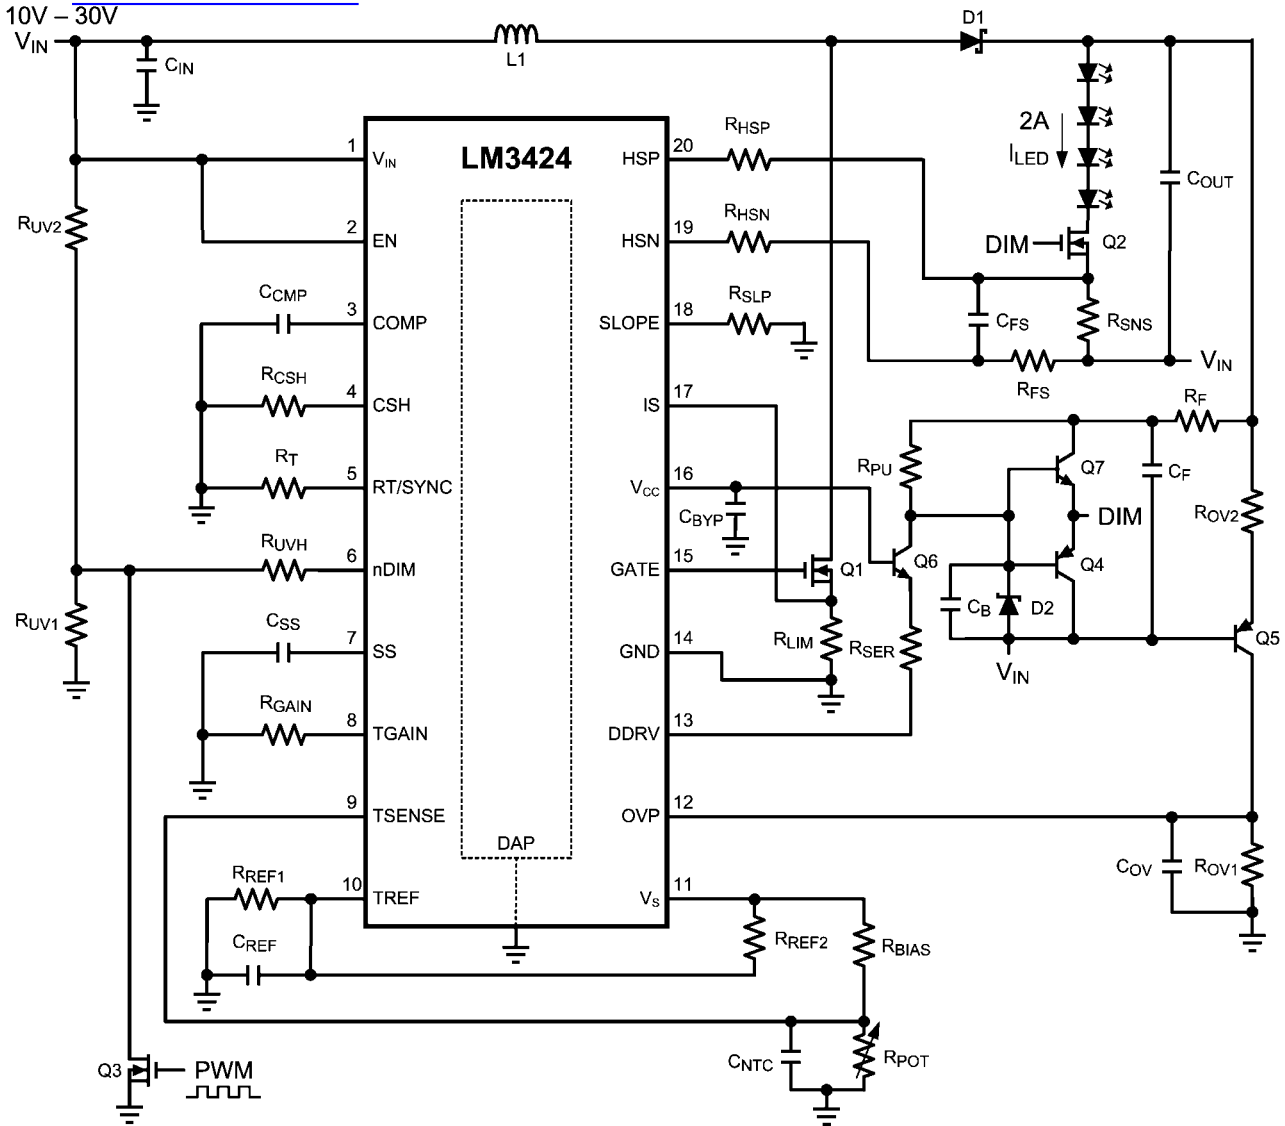 10V – 30V
VIN
CIN
L1
D1
2A
ILED
COUT
DIM
Q2
RUV2
LM3424
1
VIN
2
EN
CCMP
3
COMP
RCSH
4
CSH
RT
5
RT/SYNC
RUVH
6
nDIM
RUV1
CSS
7
SS
RGAIN
8
TGAIN
9
TSENSE
RREF1
10
TREF
CREF
DAP
HSP
20
RHSP
HSN
19
RHSN
SLOPE
18
RSLP
IS
17
VCC
16
CBYP
GATE
15
Q1
GND
14
RLIM
DDRV
13
OVP
12
VS
11
CFS
RSNS
RFS
VIN
RF
RPU
Q7
CF
ROV2
DIM
Q6
Q4
CB
D2
RSER
VIN
Q5
COV
ROV1
RREF2
RBIAS
CNTC
RPOT
Q3
PWM